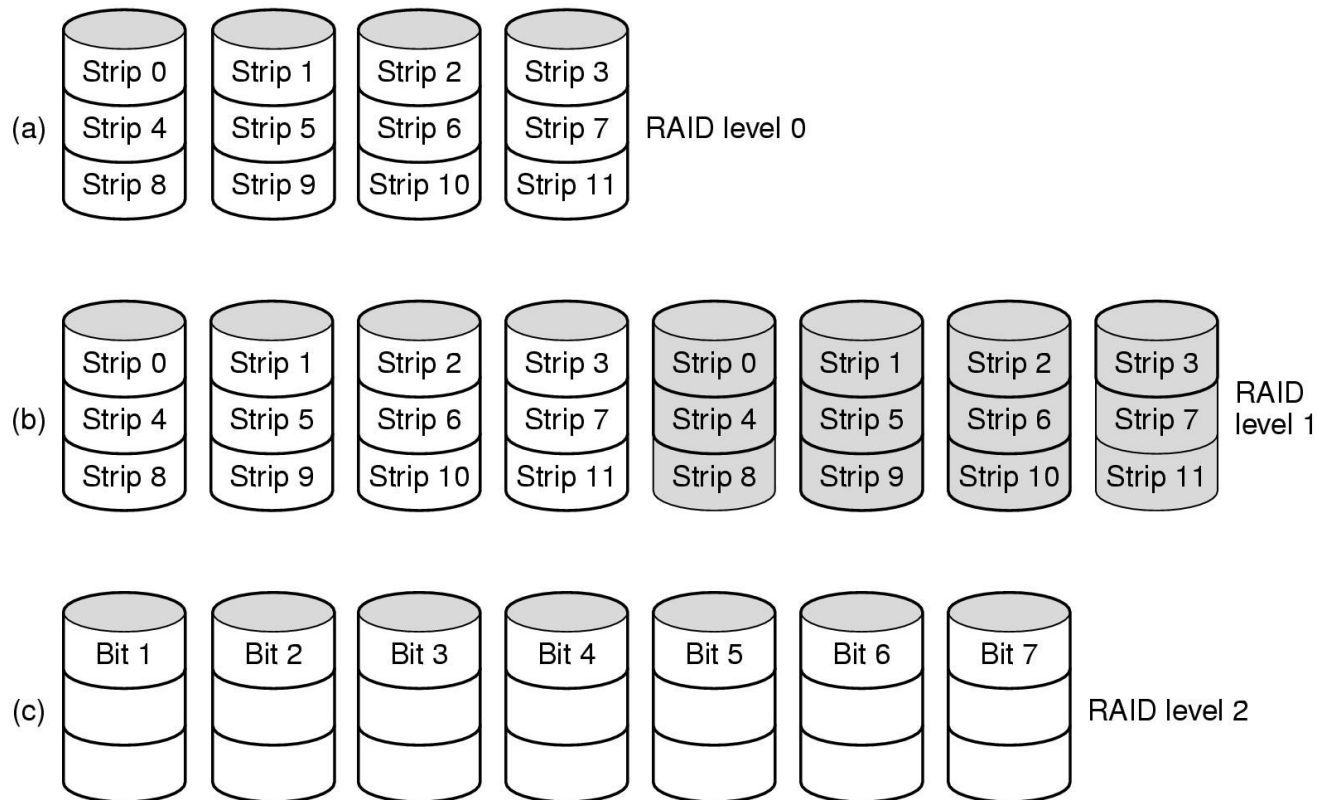 Strip 0 Strip 1 Strip 2 Strip 3
(a) Strip 4 Strip 5 Strip 6 Strip 7 RAID level 0
Strip 8 Strip 9 Strip 10 Strip 11
Strip 0 Strip 1 Strip 2 Strip 3 Strip 0 Strip 1 Strip 2 Strip 3
(b) Strip 4 Strip 5 Strip 6 Strip 7 Strip 4 Strip 5 Strip 6 Strip 7 RAID
level 1
Strip 8 Strip 9 Strip 10 Strip 11 Strip 8 Strip 9 Strip 10 Strip 11
Bit 1 Bit 2 Bit 3 Bit 4 Bit 5 Bit 6 Bit 7
(c) RAID level 2